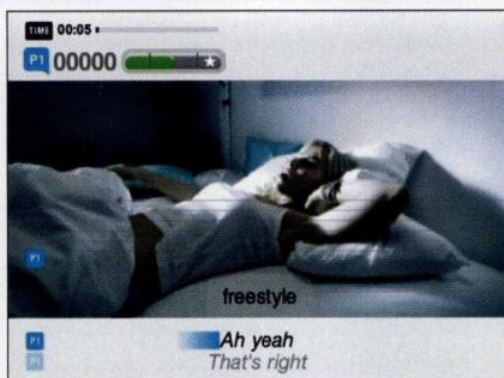 TIME 00:05
P1 00000
P1
freestyle
P1 Ah yeah
P1 That's right